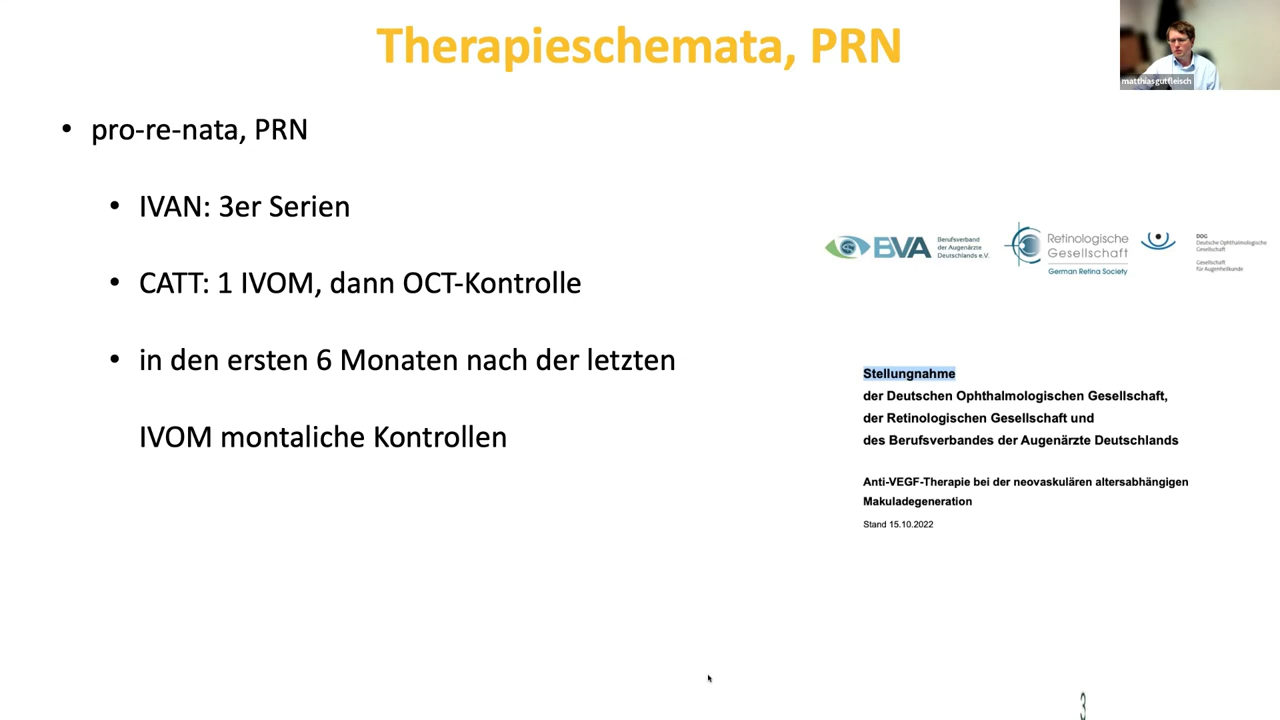 Therapieschemata, PRN
matthiasgutfleisch
• pro-re-nata, PRN
• IVAN: 3er Serien
• CATT: 1 IVOM, dann OCT-Kontrolle
• in den ersten 6 Monaten nach der letzten
IVOM montaliche Kontrollen
BVA
Berufsverband
der Augenärzte
Deutschlands e.V.
Retinologische
Gesellschaft
German Retina Society
DOG
Deutsche Ophthalmologische
Gesellschaft
Gesellschaft
für Augenheilkunde
Stellungnahme
der Deutschen Ophthalmologischen Gesellschaft,
der Retinologischen Gesellschaft und
des Berufsverbandes der Augenärzte Deutschlands
Anti-VEGF-Therapie bei der neovaskulären altersabhängigen
Makuladegeneration
Stand 15.10.2022
3